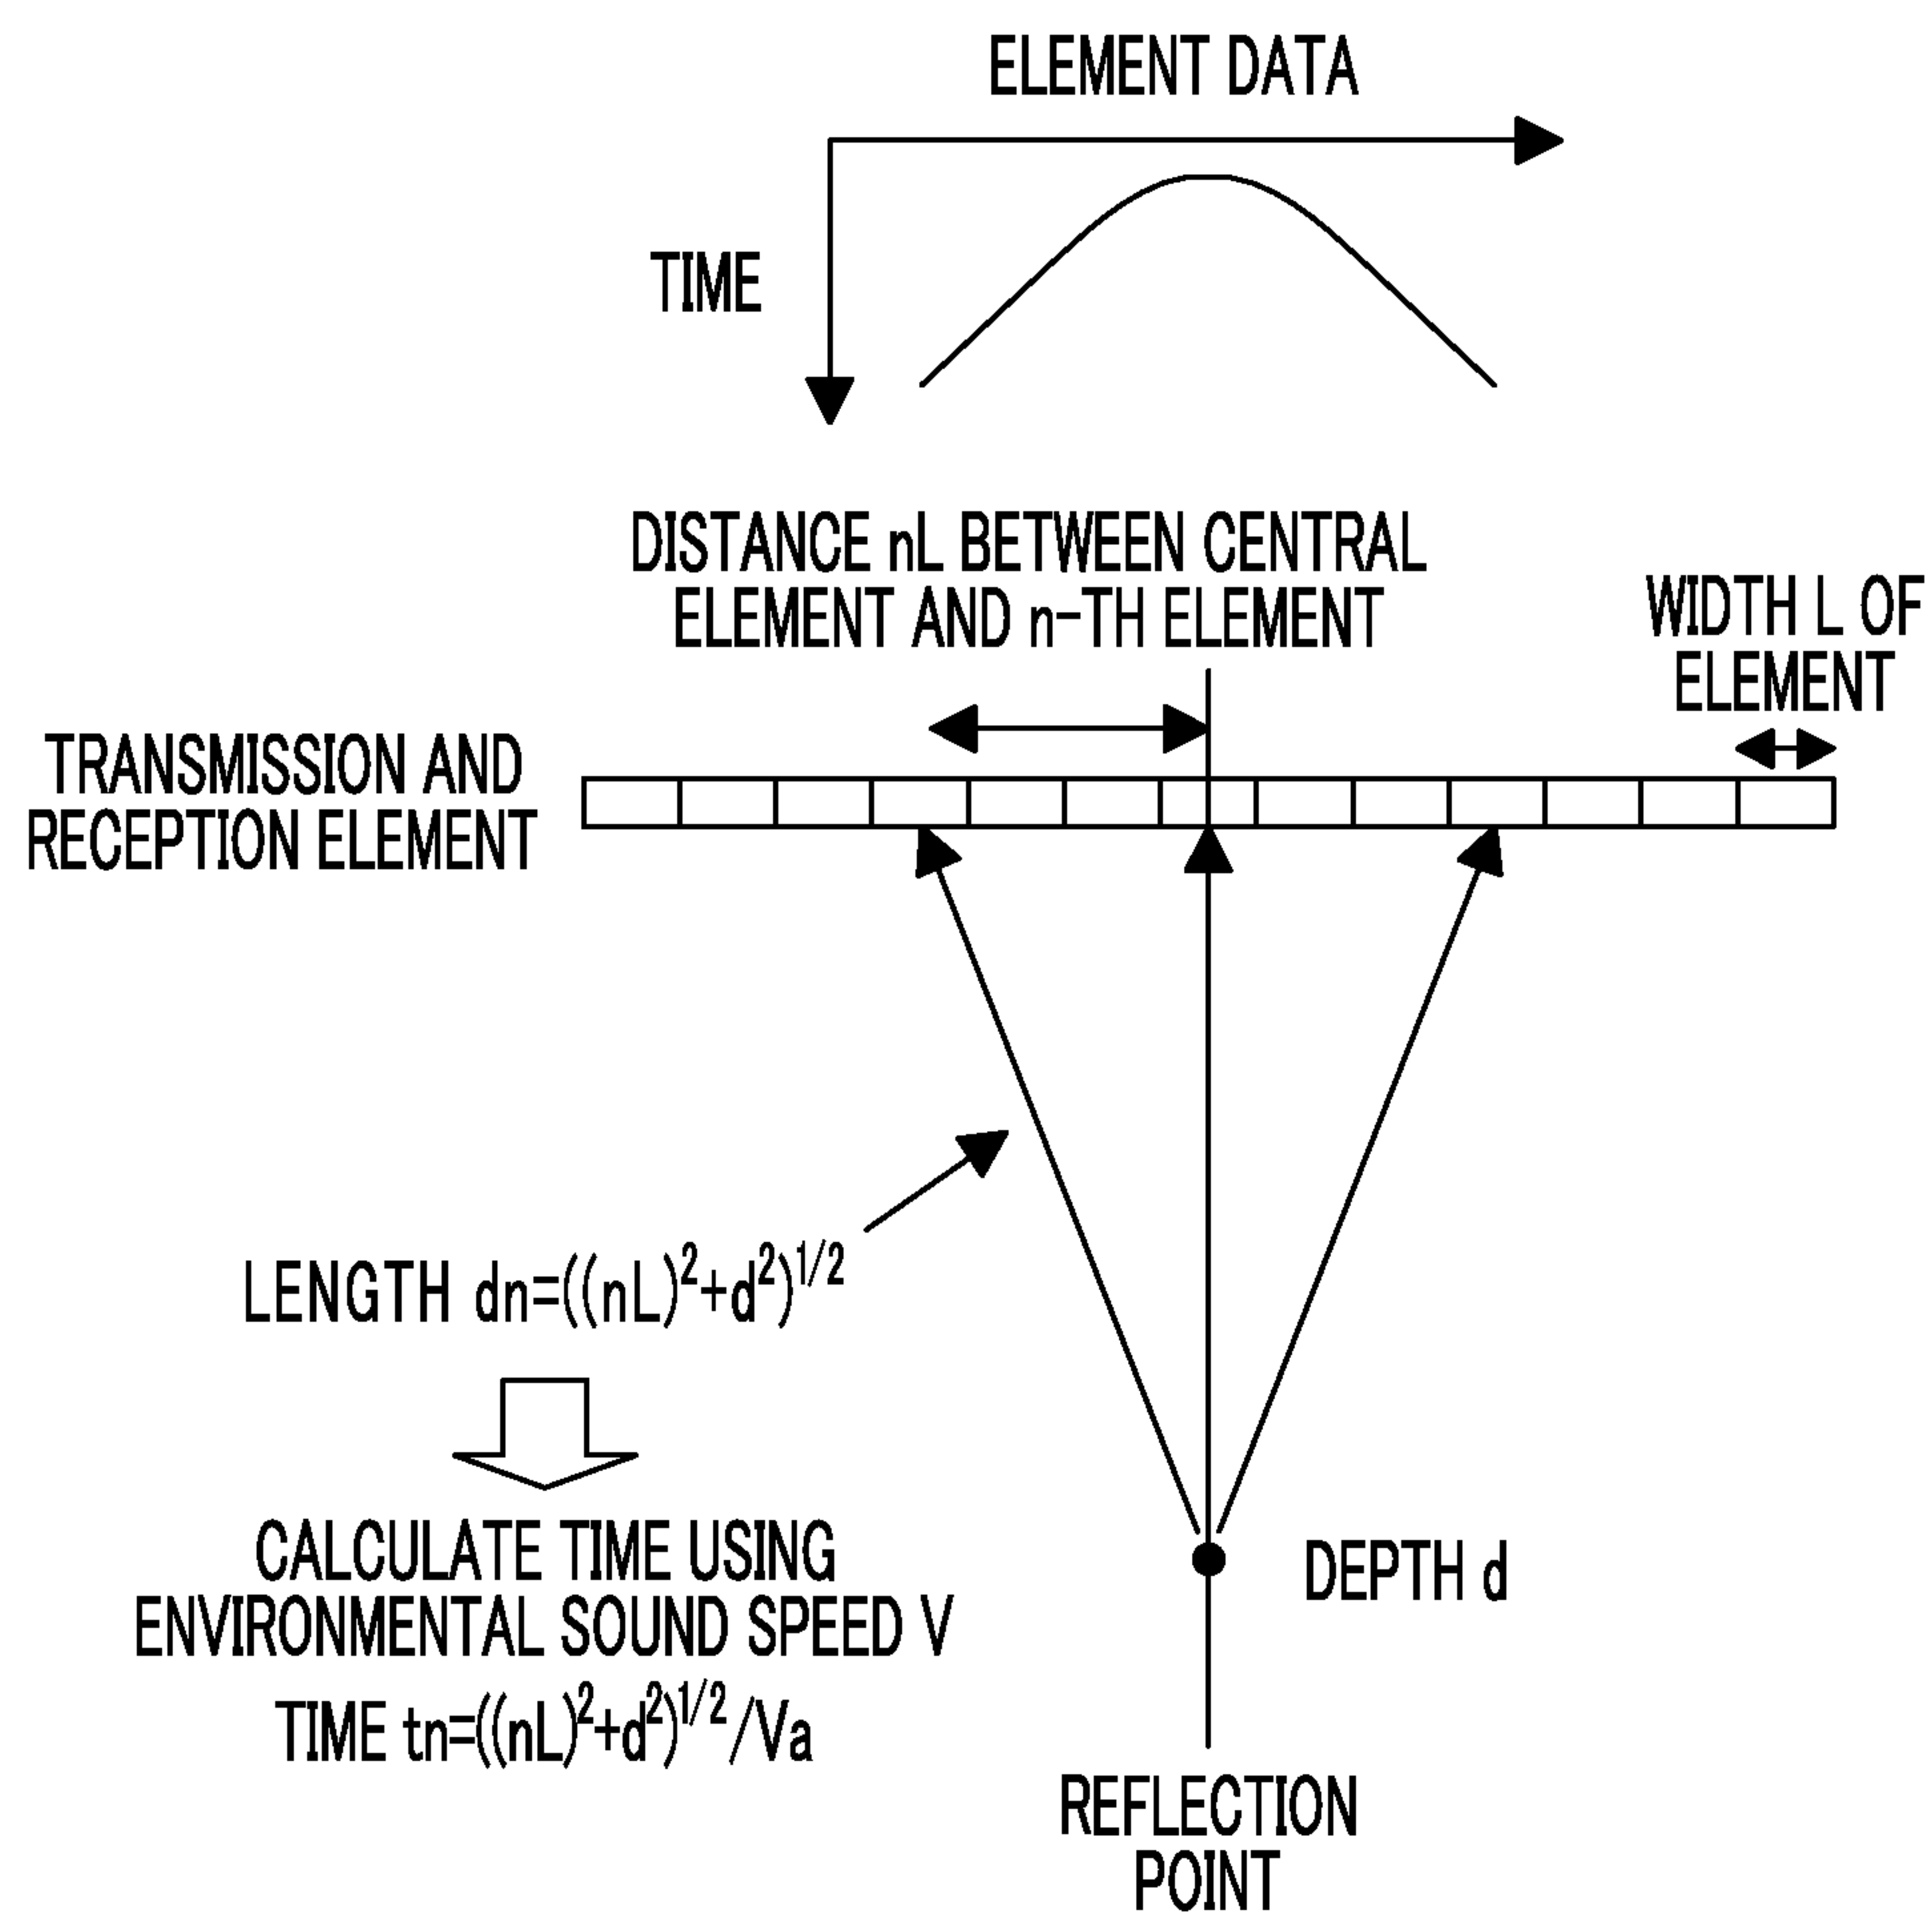 ELEMENT DATA
TIME
DISTANCE nL BETWEEN CENTRAL
ELEMENT AND n-TH ELEMENT
WIDTH L OF
ELEMENT
TRANSMISSION AND
RECEPTION ELEMENT
LENGTH dn=((nL)²+d²)¹/²
CALCULATE TIME USING
ENVIRONMENTAL SOUND SPEED V
TIME tn=((nL)²+d²)¹/²/Va
DEPTH d
REFLECTION
POINT